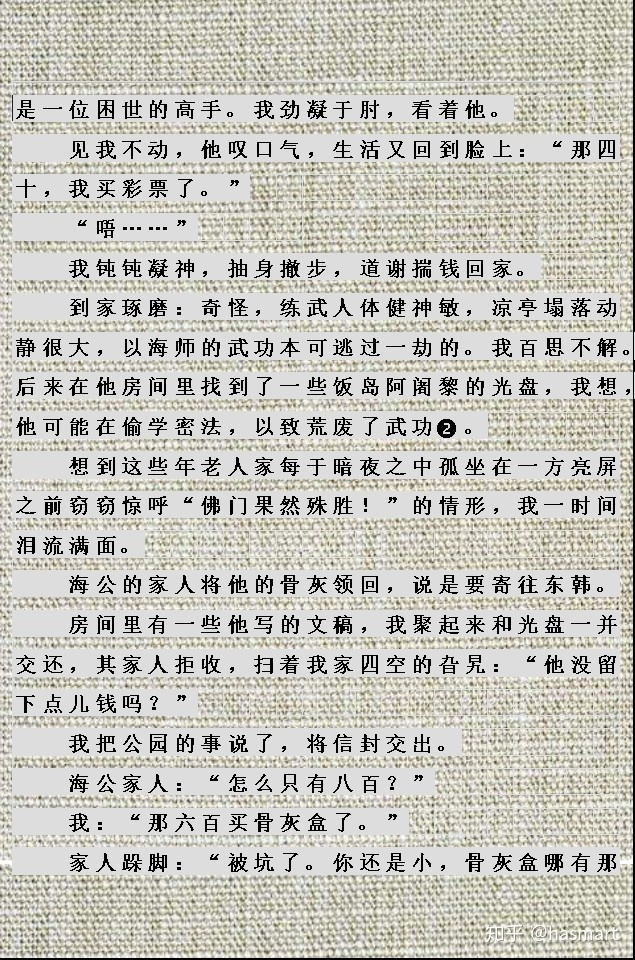 是一位困世的高手。我劲凝于肘，看着他。
见我不动，他叹口气，生活又回到脸上：“那四
十，我买彩票了。”
“唔……”
我钝钝凝神，抽身撤步，道谢揣钱回家。
到家琢磨：奇怪，练武人体健神敏，凉亭塌落动
静很大，以海师的武功本可逃过一劫的。我百思不解。
后来在他房间里找到了一些饭岛阿阇黎的光盘，我想，
他可能在偷学密法，以致荒废了武功❷。
想到这些年老人家每于暗夜之中孤坐在一方亮屏
之前窃窃惊呼“佛门果然殊胜！”的情形，我一时间
泪流满面。
海公的家人将他的骨灰领回，说是要寄往东韩。
房间里有一些他写的文稿，我聚起来和光盘一并
交还，其家人拒收，扫着我家四空的旮旯：“他没留
下点儿钱吗？”
我把公园的事说了，将信封交出。
海公家人：“怎么只有八百？”
我：“那六百买骨灰盒了。”
家人跺脚：“被坑了。你还是小，骨灰盒哪有那
知乎 @hasmart